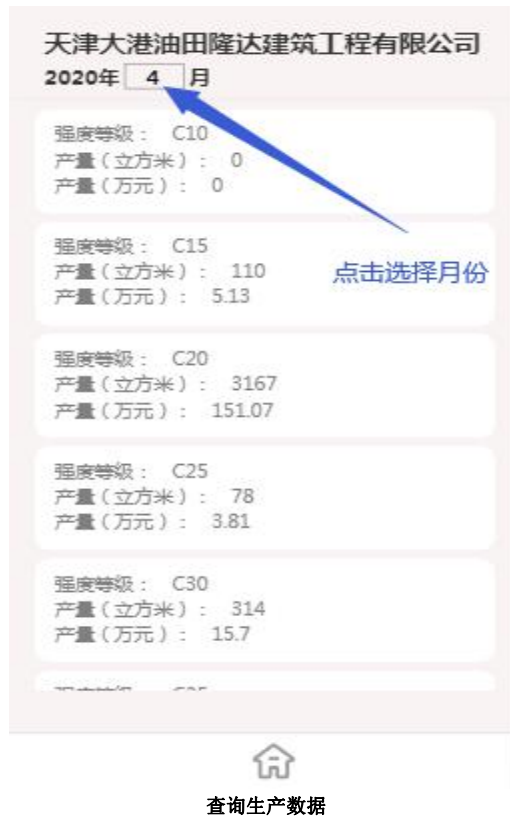 天津大港油田隆达建筑工程有限公司
2020年 4 月
强度等级： C10
产量（立方米）： 0
产量（万元）： 0
强度等级： C15
产量（立方米）： 110
点击选择月份
产量（万元）： 5.13
强度等级： C20
产量（立方米）： 3167
产量（万元）： 151.07
强度等级： C25
产量（立方米）： 78
产量（万元）： 3.81
强度等级： C30
产量（立方米）： 314
产量（万元）： 15.7
查询生产数据